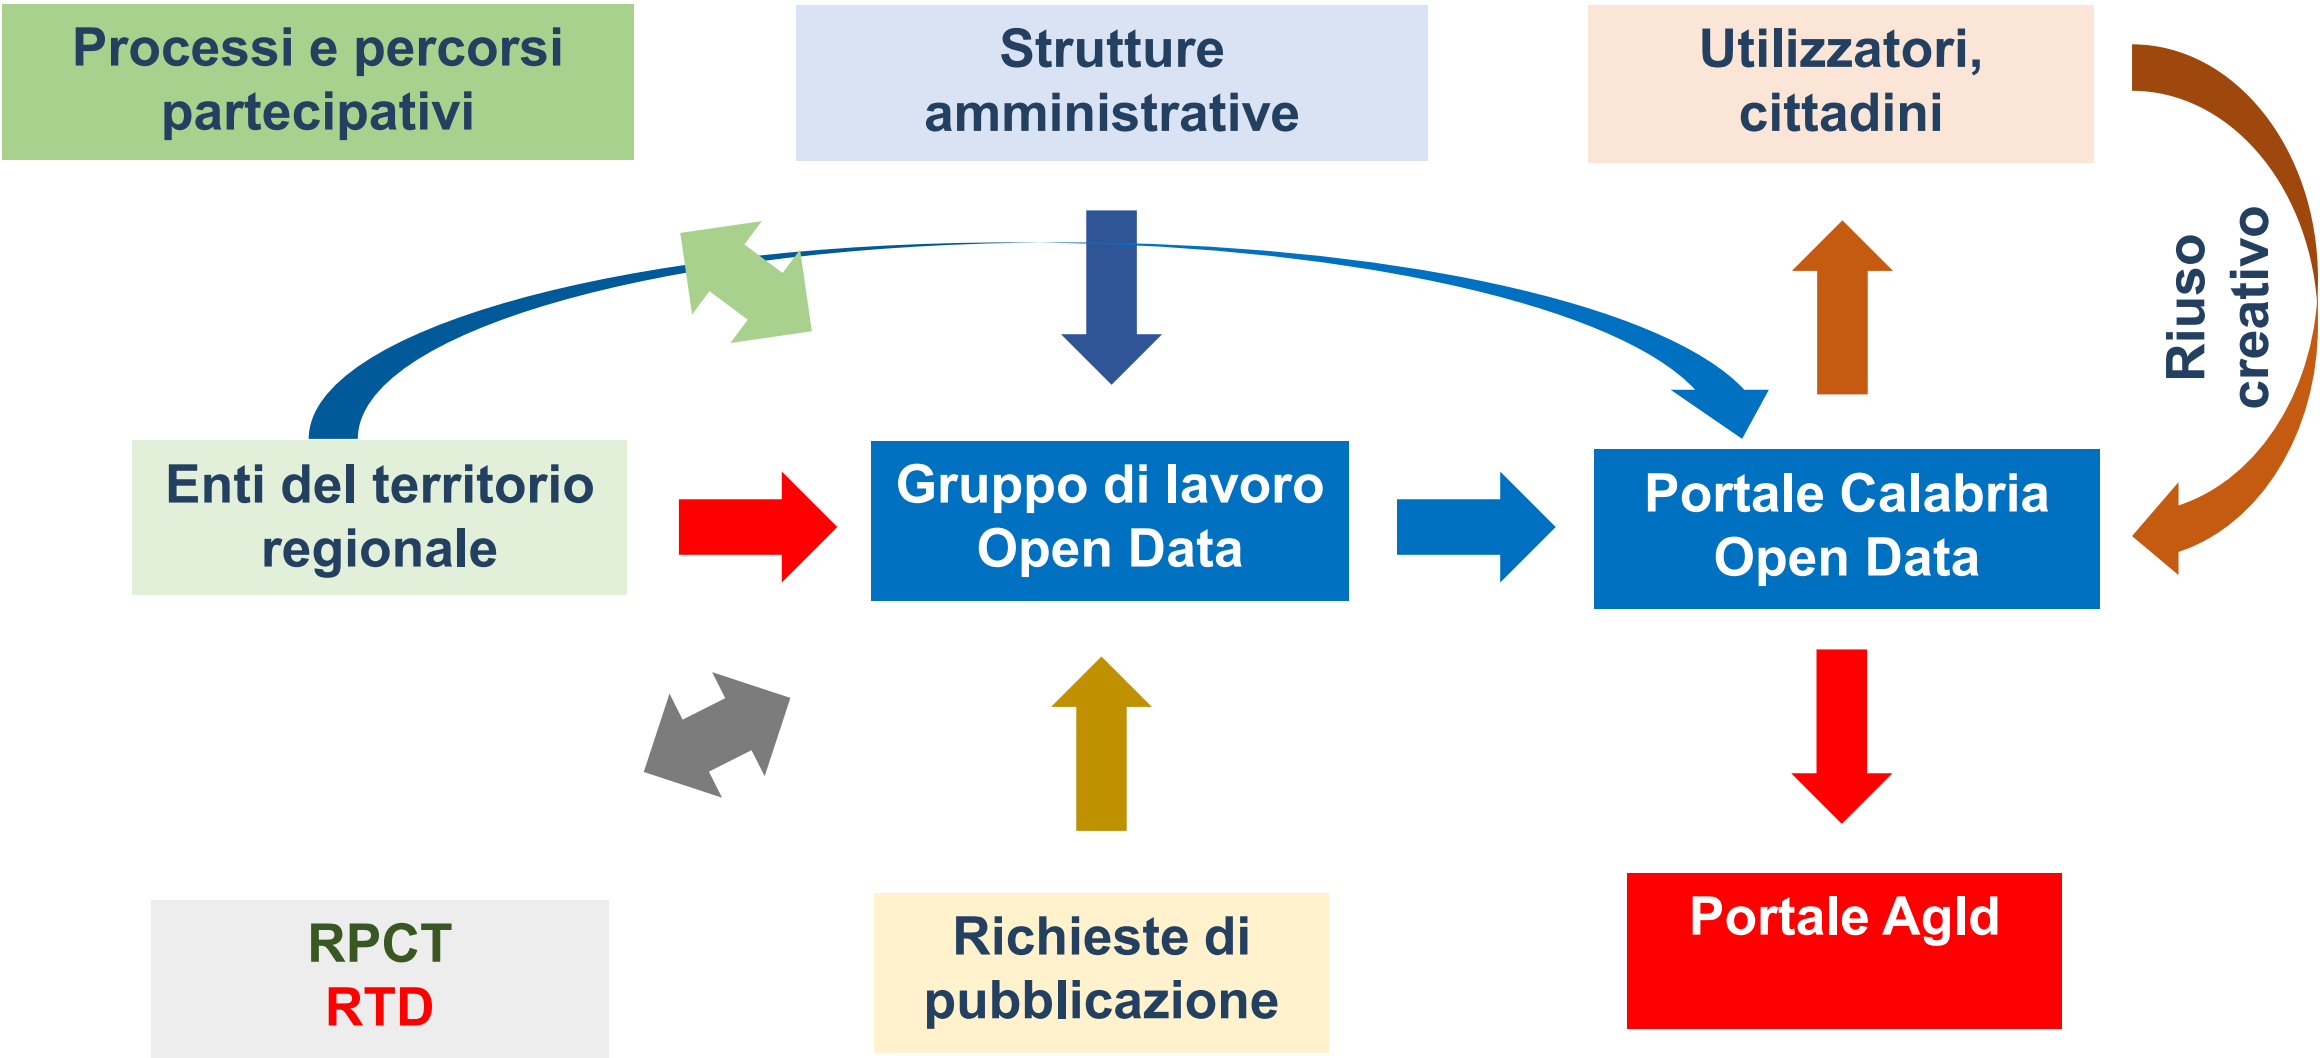 Processi e percorsi
partecipativi
Strutture
amministrative
Utilizzatori,
cittadini
Riuso
creativo
Enti del territorio
regionale
Gruppo di lavoro
Open Data
Portale Calabria
Open Data
RPCT
RTD
Richieste di
pubblicazione
Portale AgId